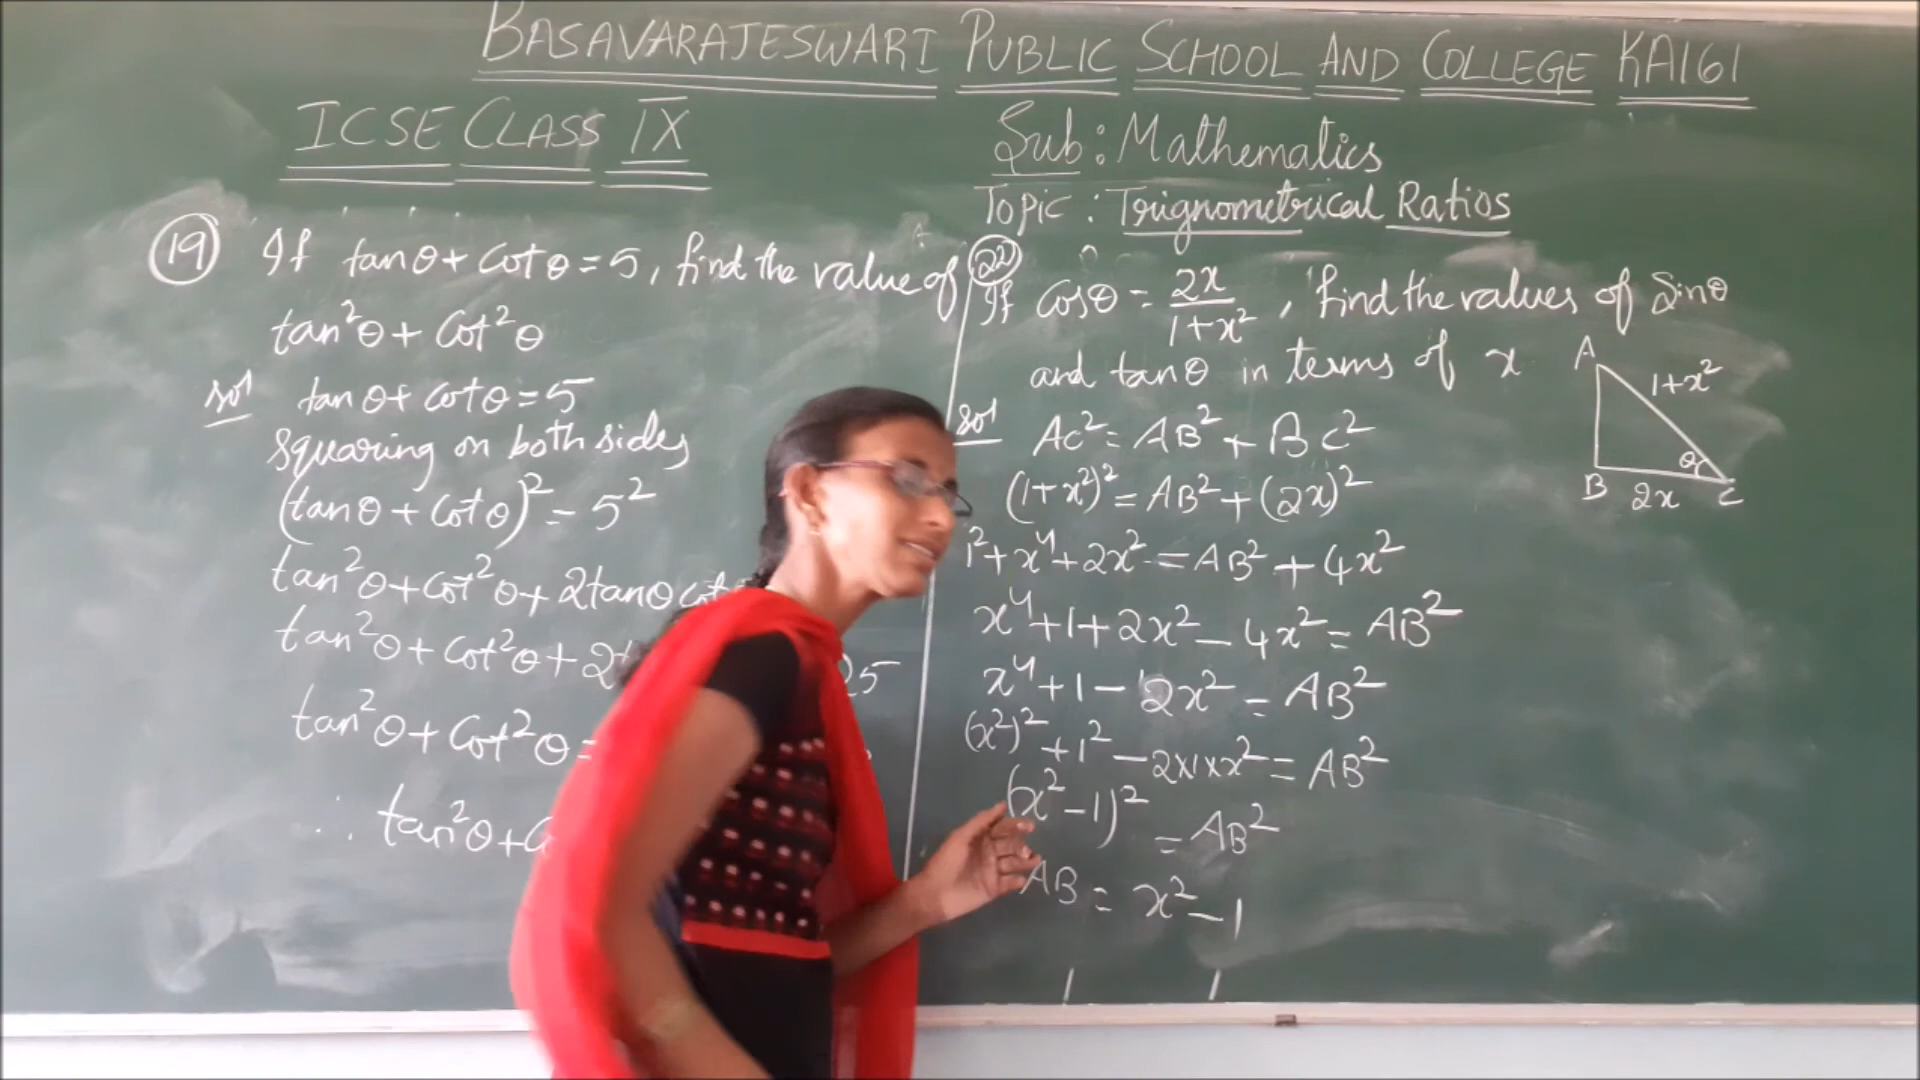 BASAVARAJESWARI PUBLIC SCHOOL AND COLLEGE KA161
ICSE CLASS IX
Sub: Mathematics
Topic: Trignometrical Ratios
(19) If tanθ + cotθ = 5, find the value of
tan²θ + cot²θ
sol tanθ + cotθ = 5
Squaring on both sides
(tanθ + cotθ)² = 5²
tan²θ + cot²θ + 2tanθ cot
tan²θ + cot²θ + 2 25
tan²θ + cot²θ =
∴ tan²θ +
(22)
If cosθ = 2x/1+x², find the values of Sinθ
and tanθ in terms of x
A
1+x²
θ
B 2x C
sol AC² = AB² + BC²
(1+x²)² = AB² + (2x)²
1² + x⁴ + 2x² = AB² + 4x²
x⁴ + 1 + 2x² - 4x² = AB²
x⁴ + 1 - 2x² = AB²
(x²)² + 1² - 2×1×x² = AB²
(x² - 1)² = AB²
AB = x² - 1